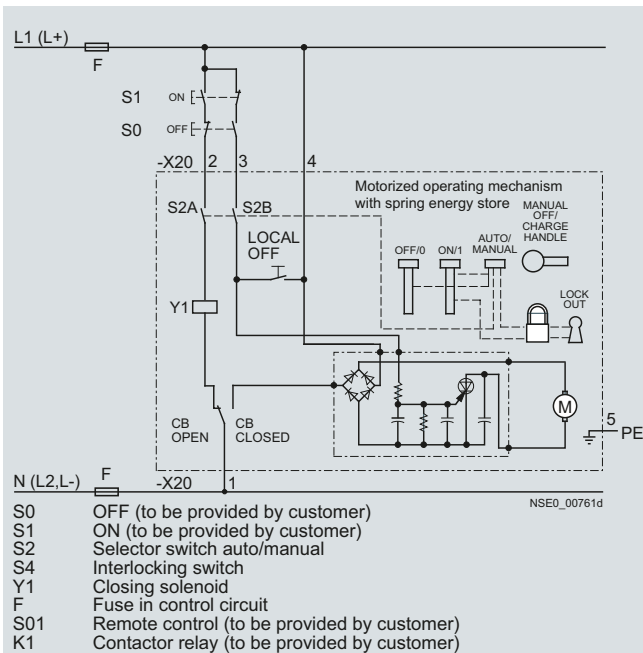 L1 (L+)
F
S1 ON
S0 OFF
-X20 2 3 4
Motorized operating mechanism
with spring energy store
MANUAL
OFF/
CHARGE
HANDLE
S2A S2B
LOCAL
OFF
OFF/0 ON/1 AUTO/
MANUAL
LOCK
OUT
Y1
M
CB
OPEN
CB
CLOSED
5
PE
N (L2,L-) F -X20 1
NSE0_00761d
S0 OFF (to be provided by customer)
S1 ON (to be provided by customer)
S2 Selector switch auto/manual
S4 Interlocking switch
Y1 Closing solenoid
F Fuse in control circuit
S01 Remote control (to be provided by customer)
K1 Contactor relay (to be provided by customer)